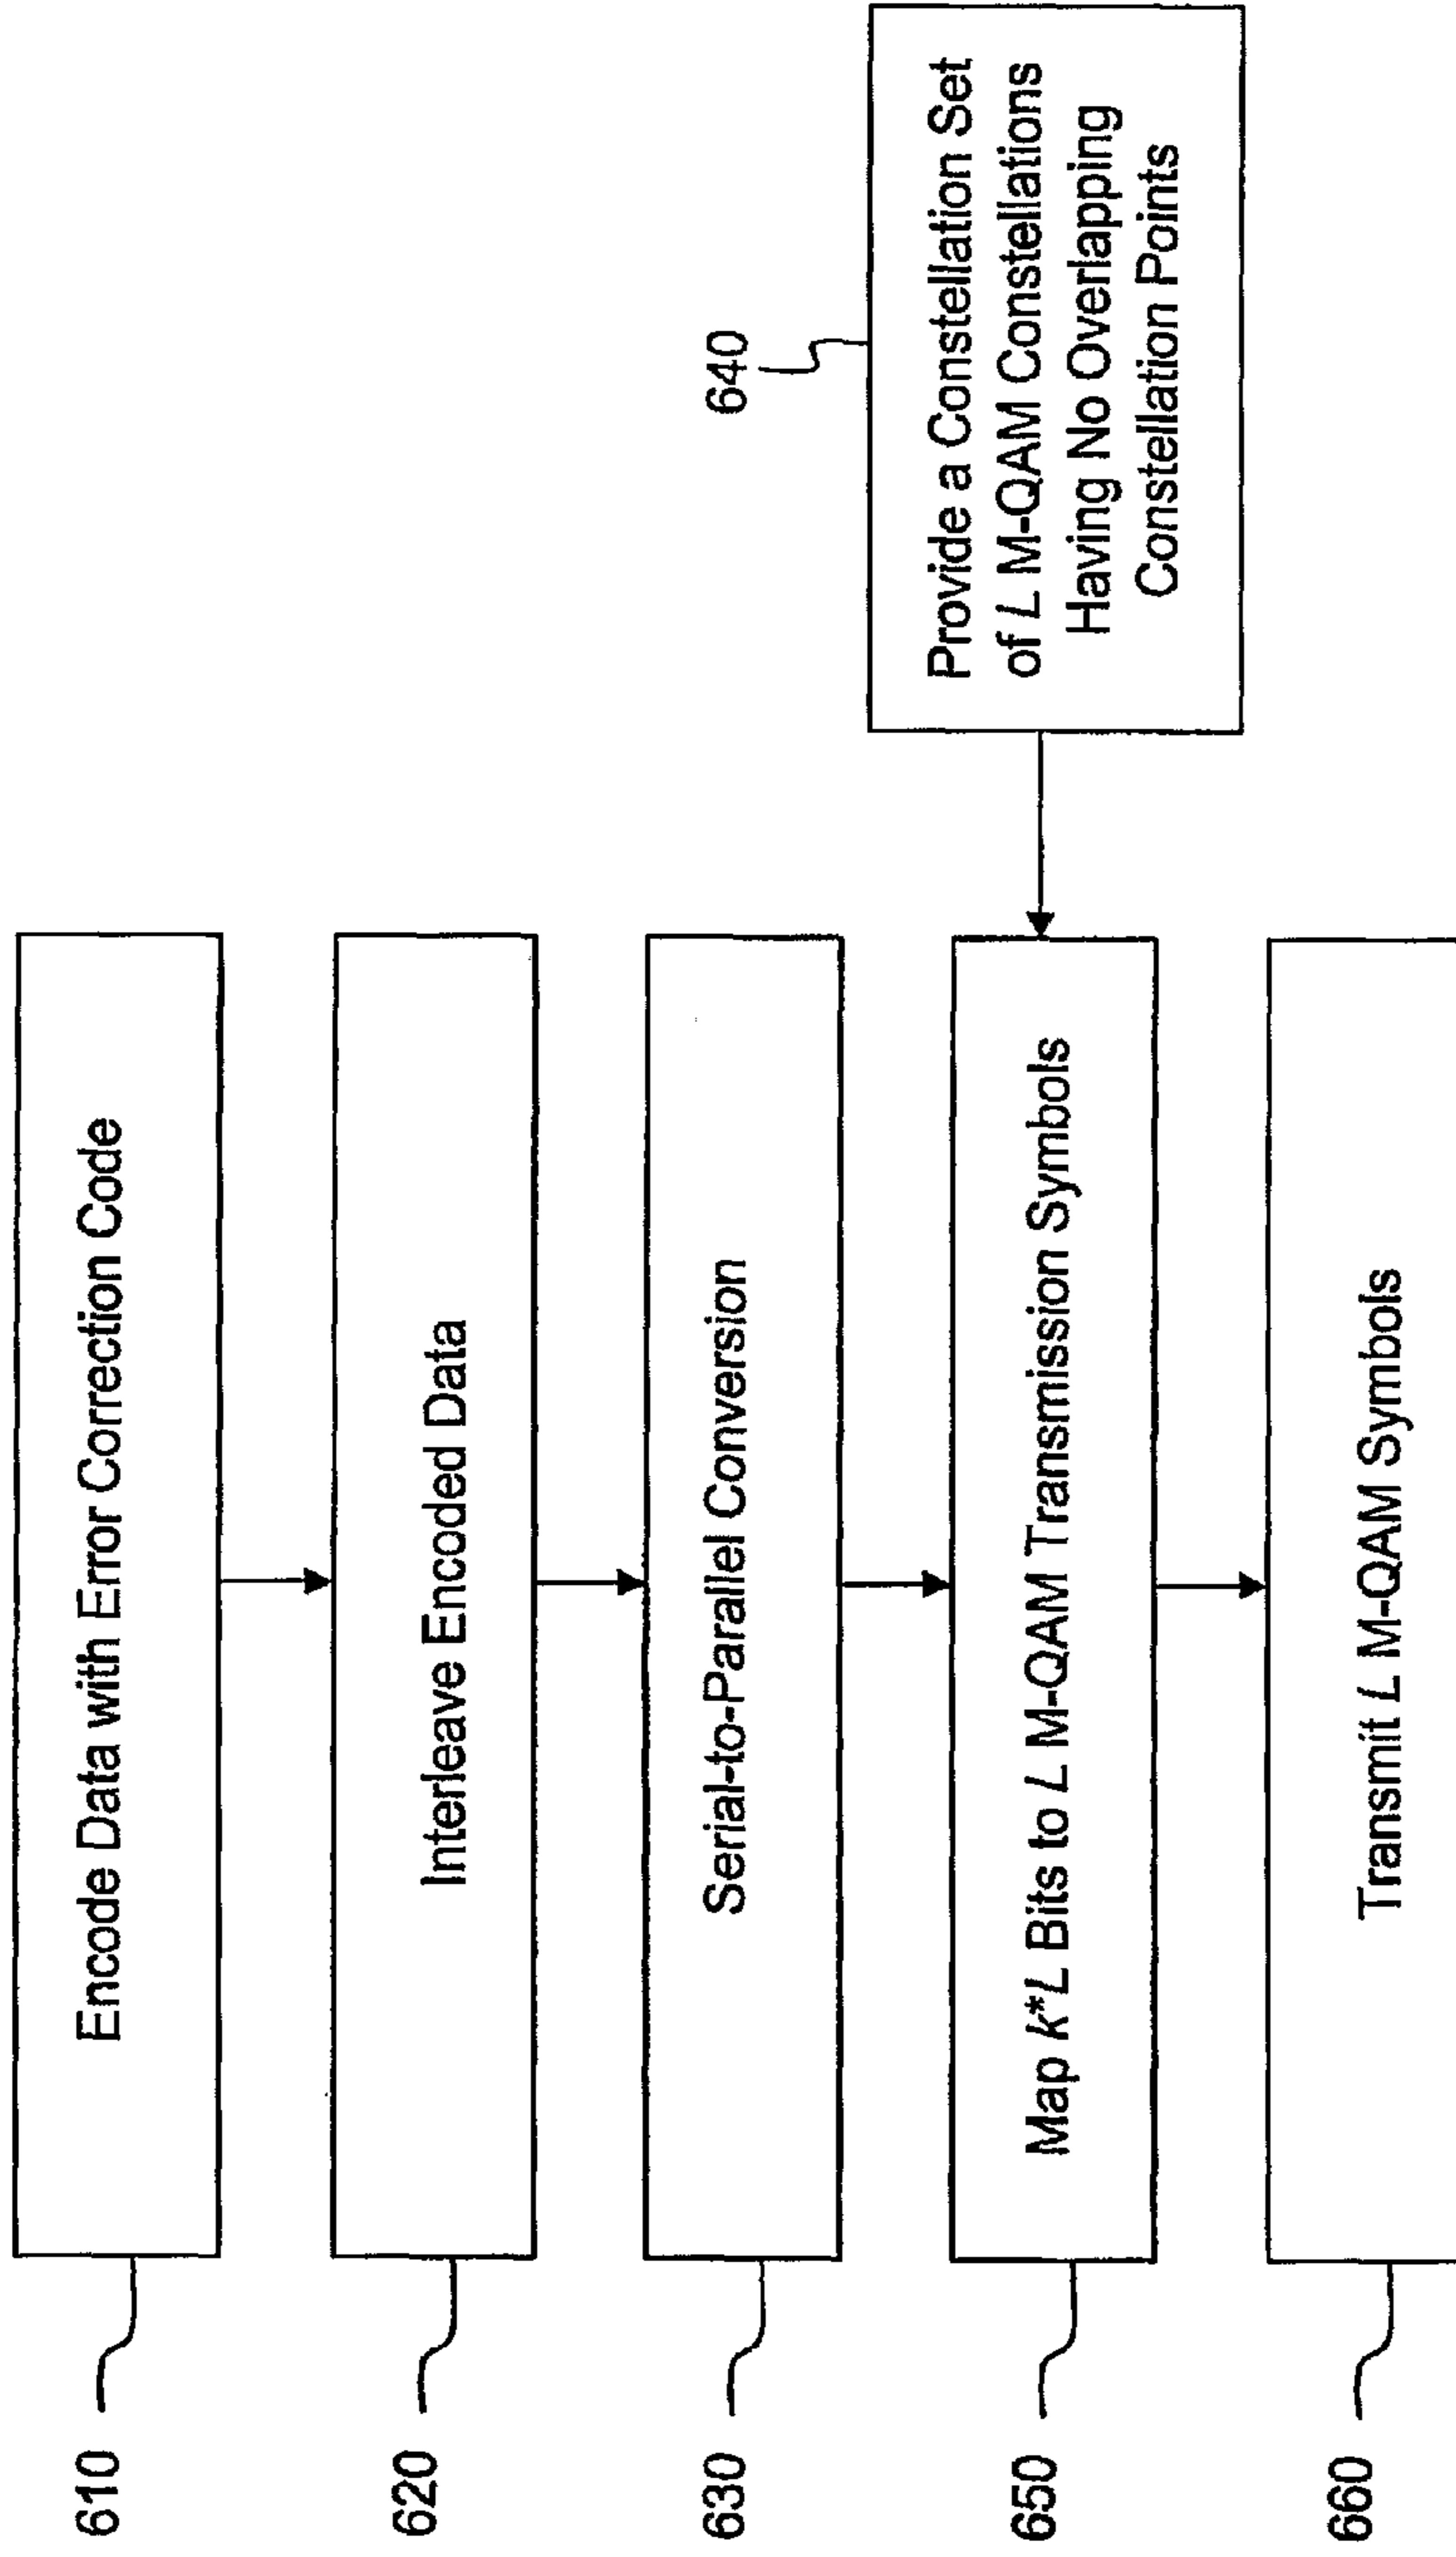 610
Encode Data with Error Correction Code
620
Interleave Encoded Data
630
Serial-to-Parallel Conversion
640
Provide a Constellation Set
of L M-QAM Constellations
Having No Overlapping
Constellation Points
650
Map k*L Bits to L M-QAM Transmission Symbols
660
Transmit L M-QAM Symbols